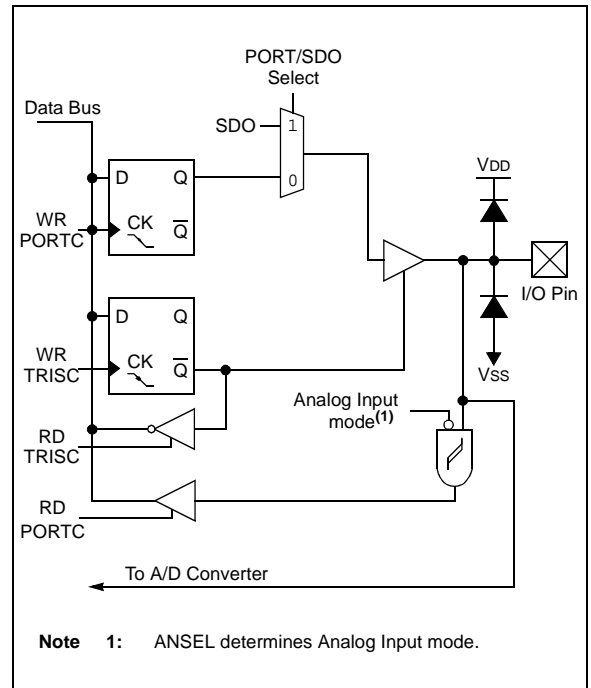 PORT/SDO
Select
Data Bus
SDO
1
0
VDD
D Q
WR
PORTC
CK
Q
I/O Pin
D Q
WR
TRISC
CK
Q
VSS
Analog Input
mode(1)
RD
TRISC
RD
PORTC
To A/D Converter
Note 1: ANSEL determines Analog Input mode.